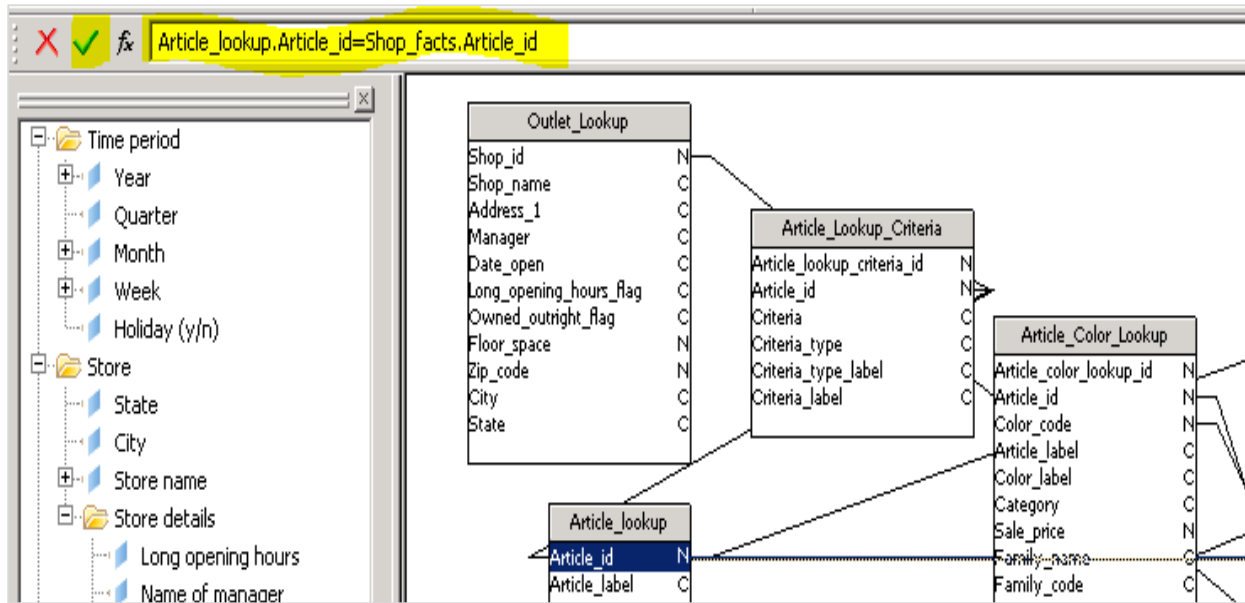 fx Article_lookup.Article_id=Shop_facts.Article_id
Time period
Year
Quarter
Month
Week
Holiday (y/n)
Store
State
City
Store name
Store details
Long opening hours
Name of manager
Outlet_Lookup
Shop_id N
Shop_name C
Address_1 C
Manager C
Date_open C
Long_opening_hours_flag C
Owned_outright_flag C
Floor_space N
Zip_code N
City C
State C
Article_Lookup_Criteria
Article_lookup_criteria_id N
Article_id N
Criteria C
Criteria_type C
Criteria_type_label C
Criteria_label C
Article_Color_Lookup
Article_color_lookup_id N
Article_id N
Color_code N
Article_label C
Color_label C
Category C
Sale_price N
Family_name C
Family_code C
Article_lookup
Article_id N
Article_label C